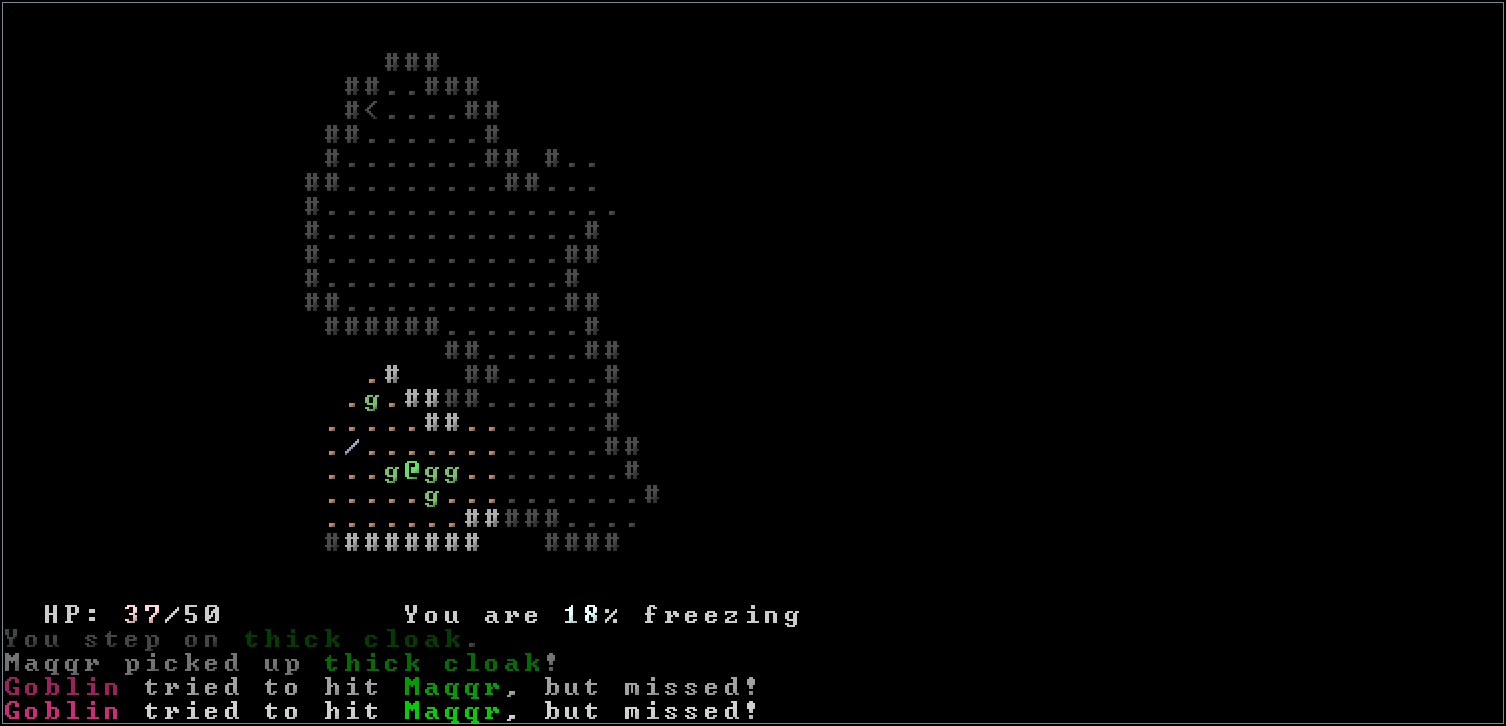 ###
##..###
#<....##
##......#
#.......## #..
##........##...
#...............
#.............#
#............##
#............#
##...........##
######.......#
##.....##
.# ##.....#
.g.####......#
.....##.......#
./............##
...g@gg........#
.....g..........#
.......#####....
######## ####
HP: 37/50 You are 18% freezing
You step on thick cloak.
Maqqr picked up thick cloak!
Goblin tried to hit Maqqr, but missed!
Goblin tried to hit Maqqr, but missed!